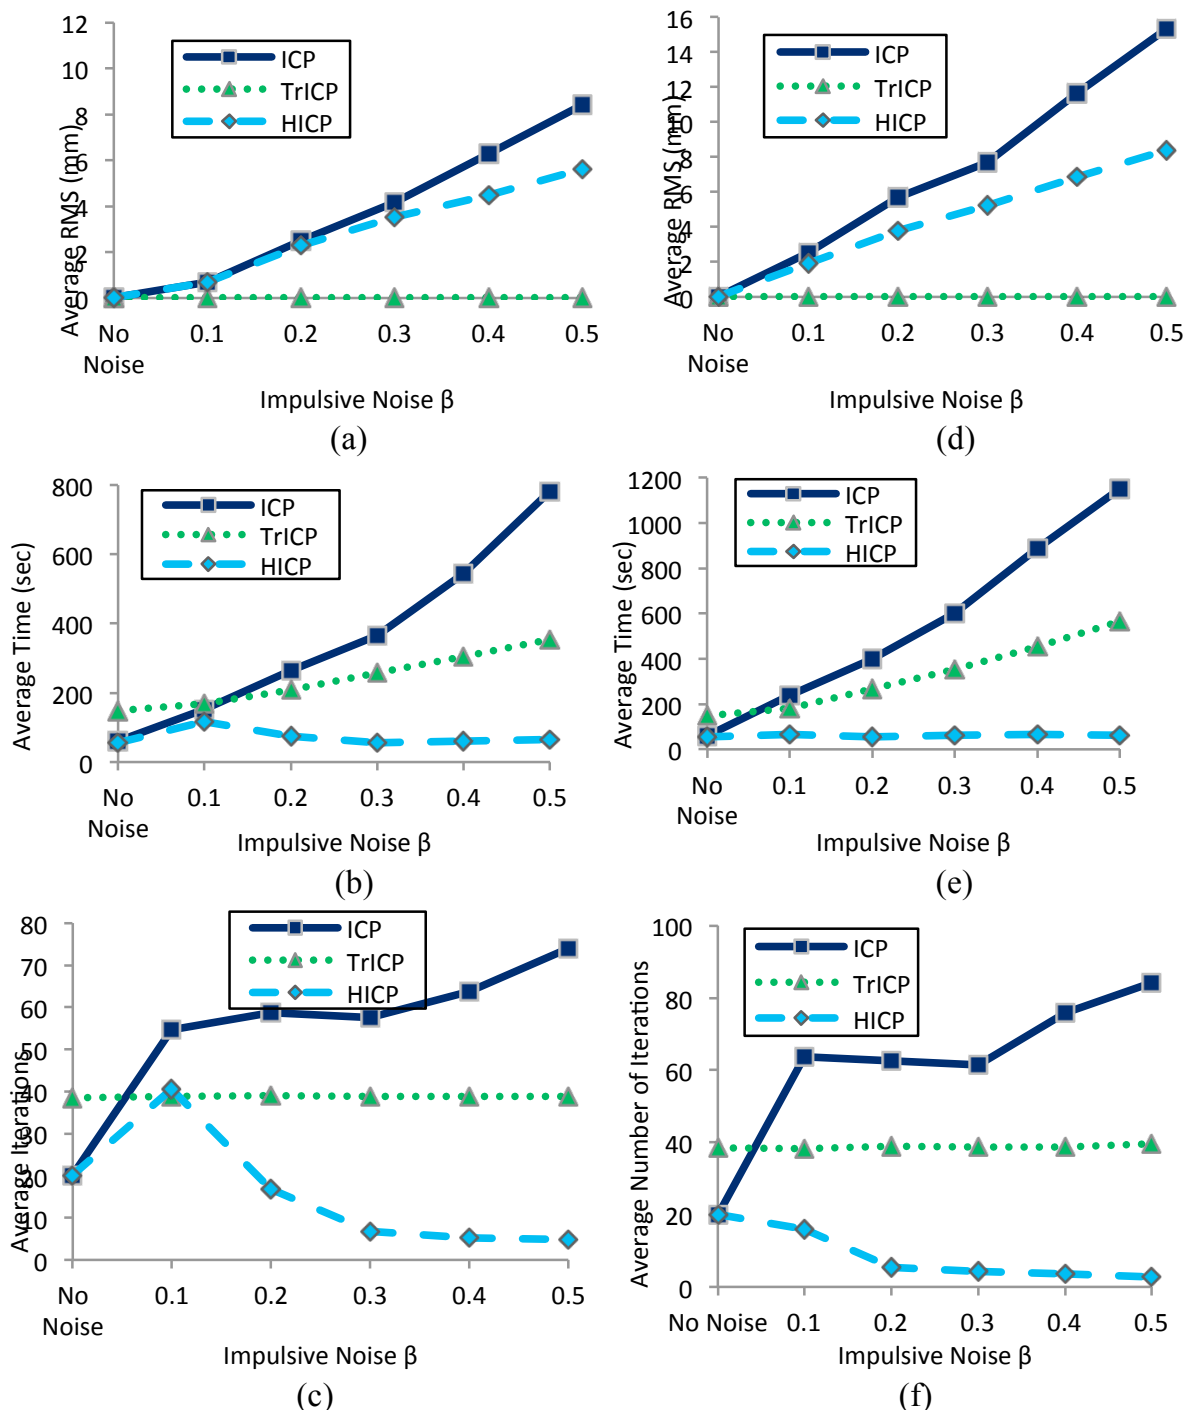 12
10
8
6
4
2
0
Average RMS (mm)
ICP
TrICP
HICP
No
Noise
0.1
0.2
0.3
0.4
0.5
Impulsive Noise β
(a)
16
14
12
10
8
6
4
2
0
Average RMS (mm)
ICP
TrICP
HICP
No
Noise
0.1
0.2
0.3
0.4
0.5
Impulsive Noise β
(d)
800
600
400
200
0
Average Time (sec)
ICP
TrICP
HICP
No
Noise
0.1
0.2
0.3
0.4
0.5
Impulsive Noise β
(b)
1200
1000
800
600
400
200
0
Average Time (sec)
ICP
TrICP
HICP
No
Noise
0.1
0.2
0.3
0.4
0.5
Impulsive Noise β
(e)
80
70
60
50
40
30
20
10
0
Average Iterations
ICP
TrICP
HICP
No
Noise
0.1
0.2
0.3
0.4
0.5
Impulsive Noise β
(c)
100
80
60
40
20
0
Average Number of Iterations
ICP
TrICP
HICP
No Noise
0.1
0.2
0.3
0.4
0.5
Impulsive Noise β
(f)